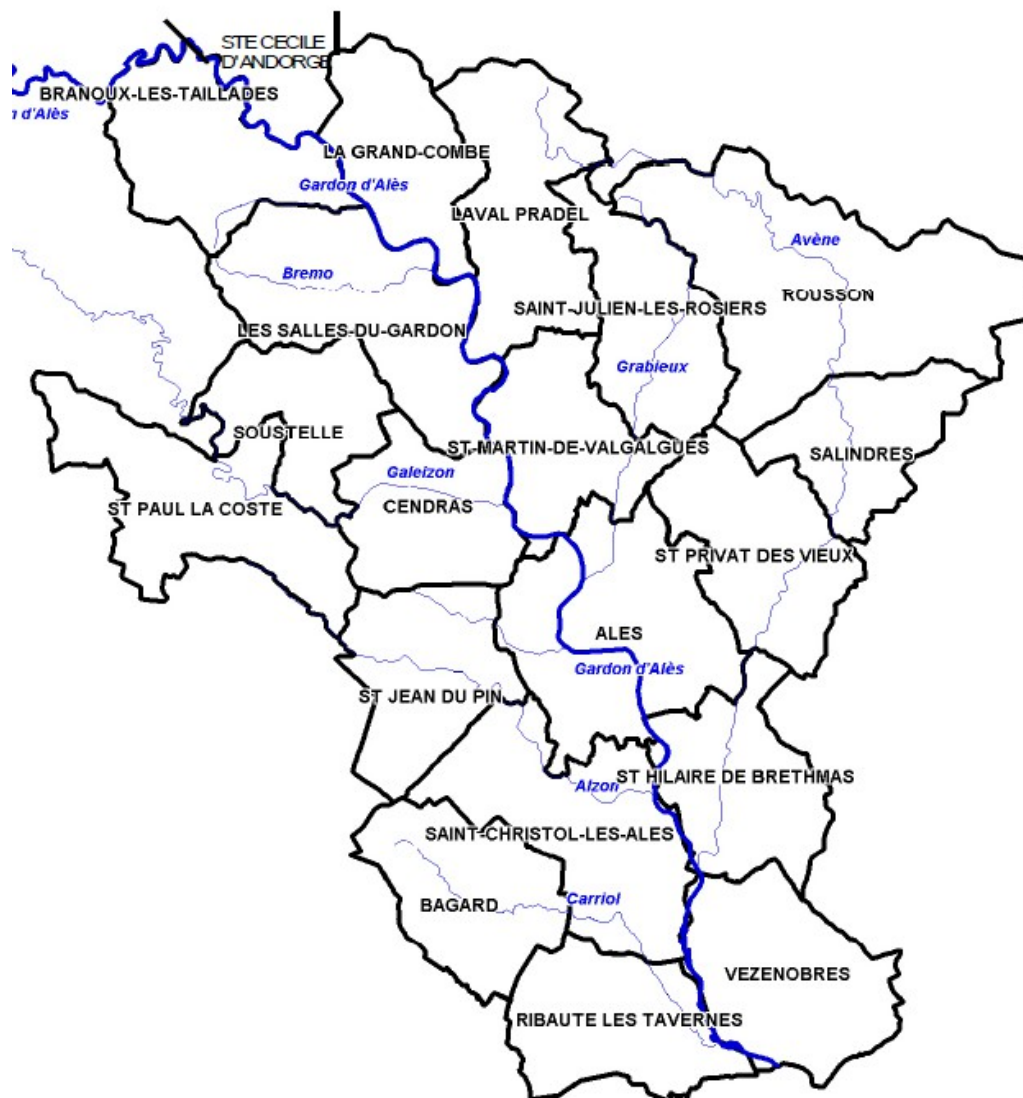 STE CECILE
D'ANDORGE
BRANOUX-LES-TAILLADES
n d'Alès
LA GRAND-COMBE
Gardon d'Alès
LAVAL PRADEL
Avène
Bremo
ROUSSON
SAINT-JULIEN-LES-ROSIERS
LES SALLES-DU-GARDON
Grabieux
SOUSTELLE
ST-MARTIN-DE-VALGALGUES
SALINDRES
Galeizon
ST PAUL LA COSTE
CENDRAS
ST PRIVAT DES VIEUX
ALES
Gardon d'Alès
ST JEAN DU PIN
ST HILAIRE DE BRETHMAS
Alzon
SAINT-CHRISTOL-LES-ALES
Carriol
BAGARD
VEZENOBRES
RIBAUTE LES TAVERNES